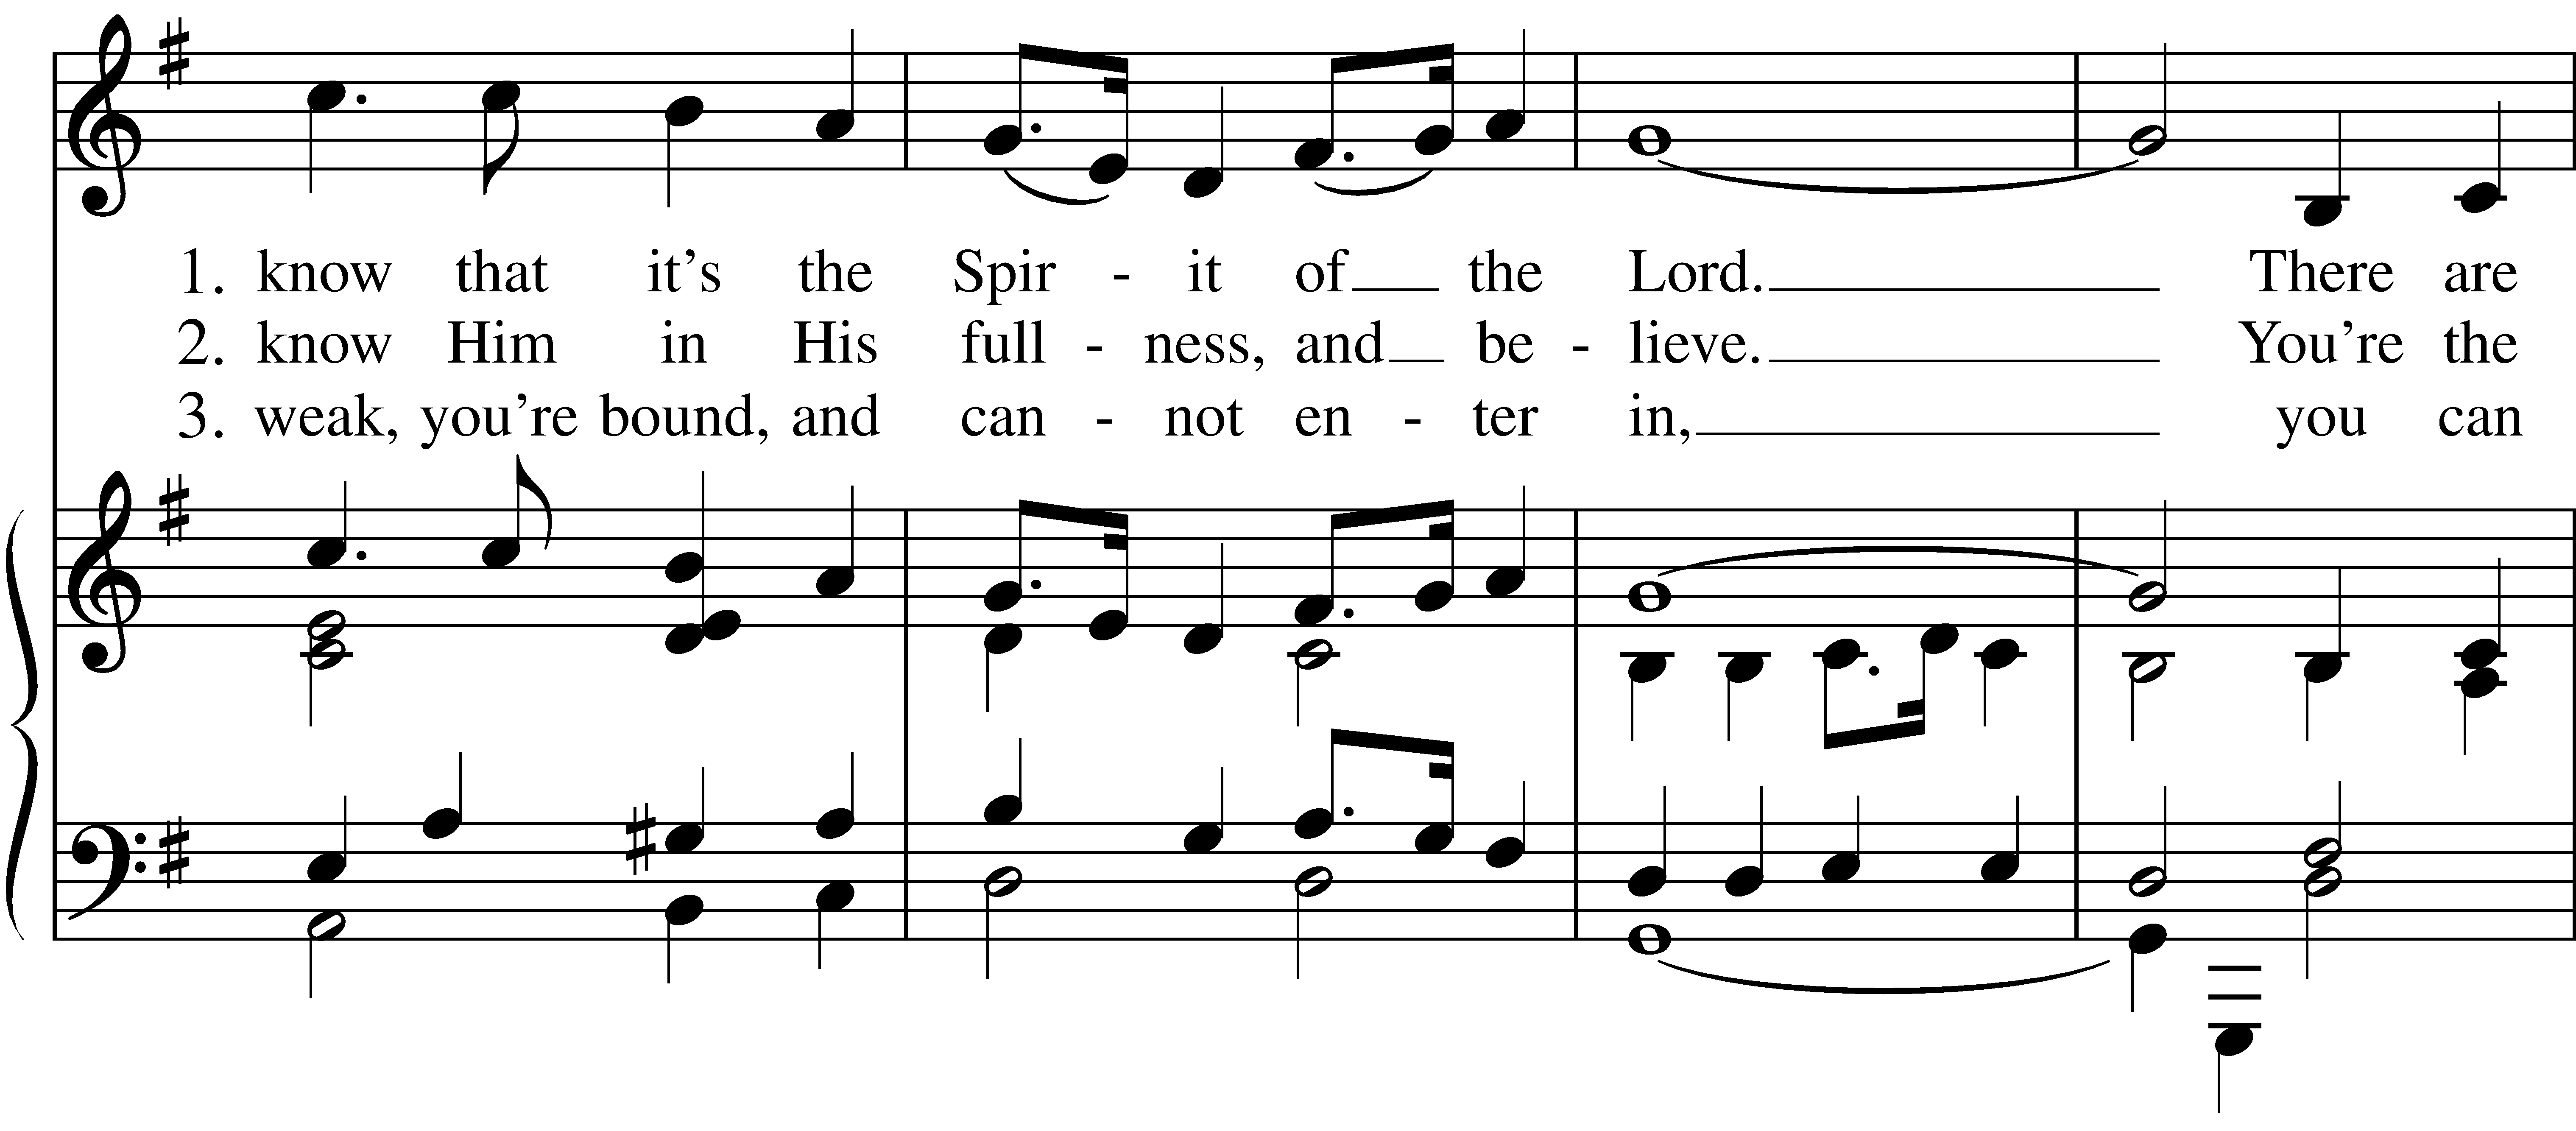 1. know that it's the Spir - it of the Lord. There are
2. know Him in His full - ness, and be - lieve. You're the
3. weak, you're bound, and can - not en - ter in, you can